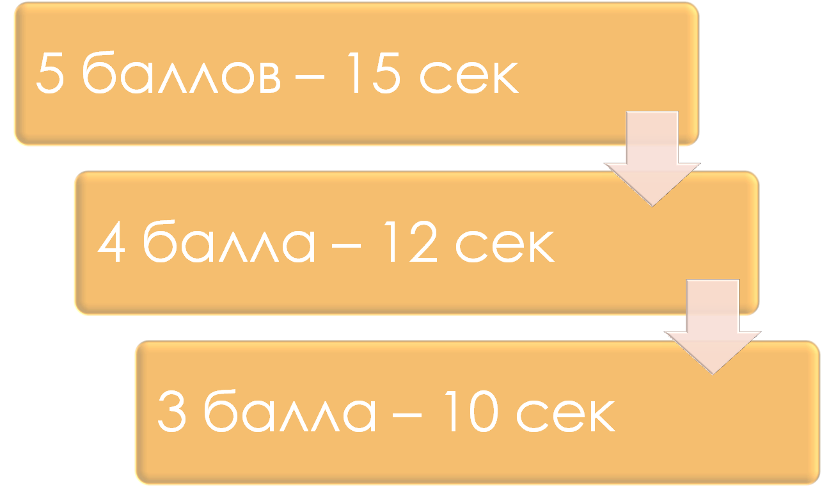 5 баллов – 15 сек
4 балла – 12 сек
3 балла – 10 сек